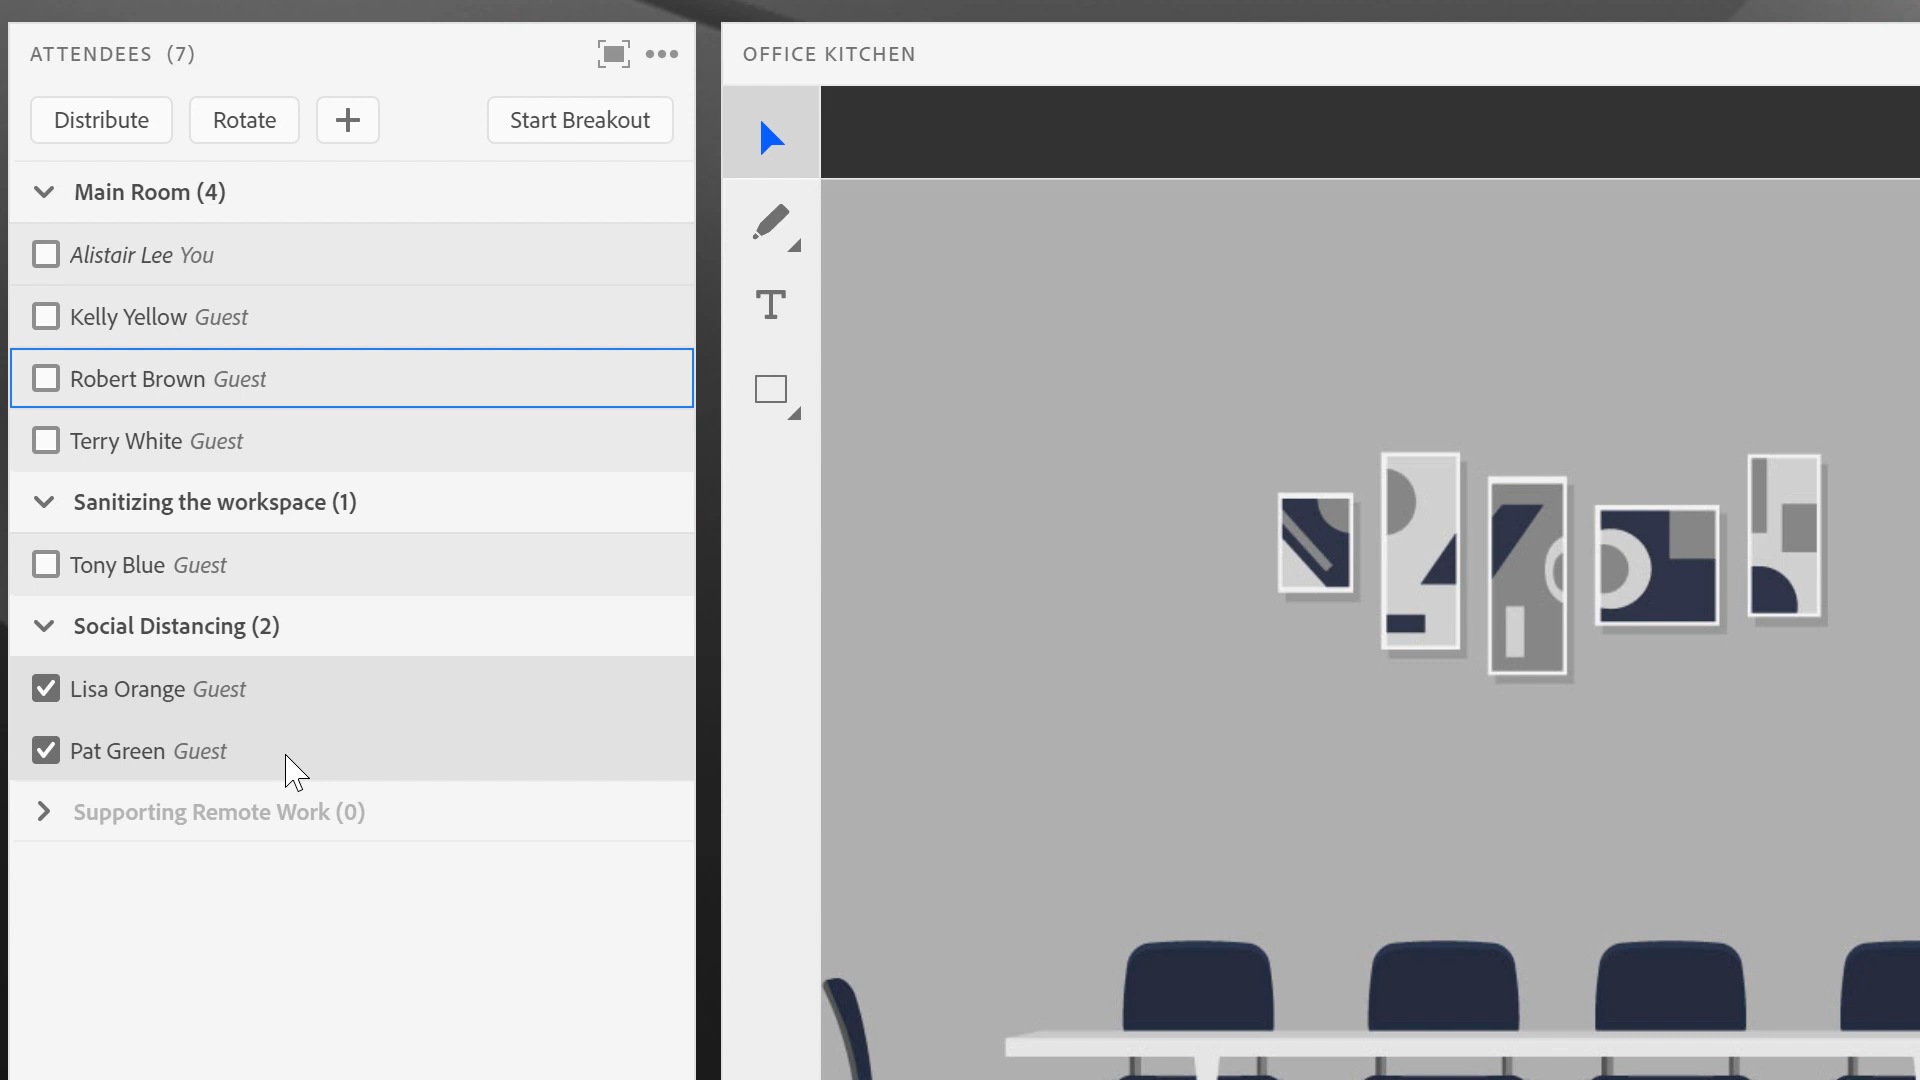 ATTENDEES (7)
Distribute Rotate Start Breakout
Main Room (4)
Alistair Lee You
Kelly Yellow Guest
Robert Brown Guest
Terry White Guest
Sanitizing the workspace (1)
Tony Blue Guest
Social Distancing (2)
Lisa Orange Guest
Pat Green Guest
Supporting Remote Work (0)
OFFICE KITCHEN
T